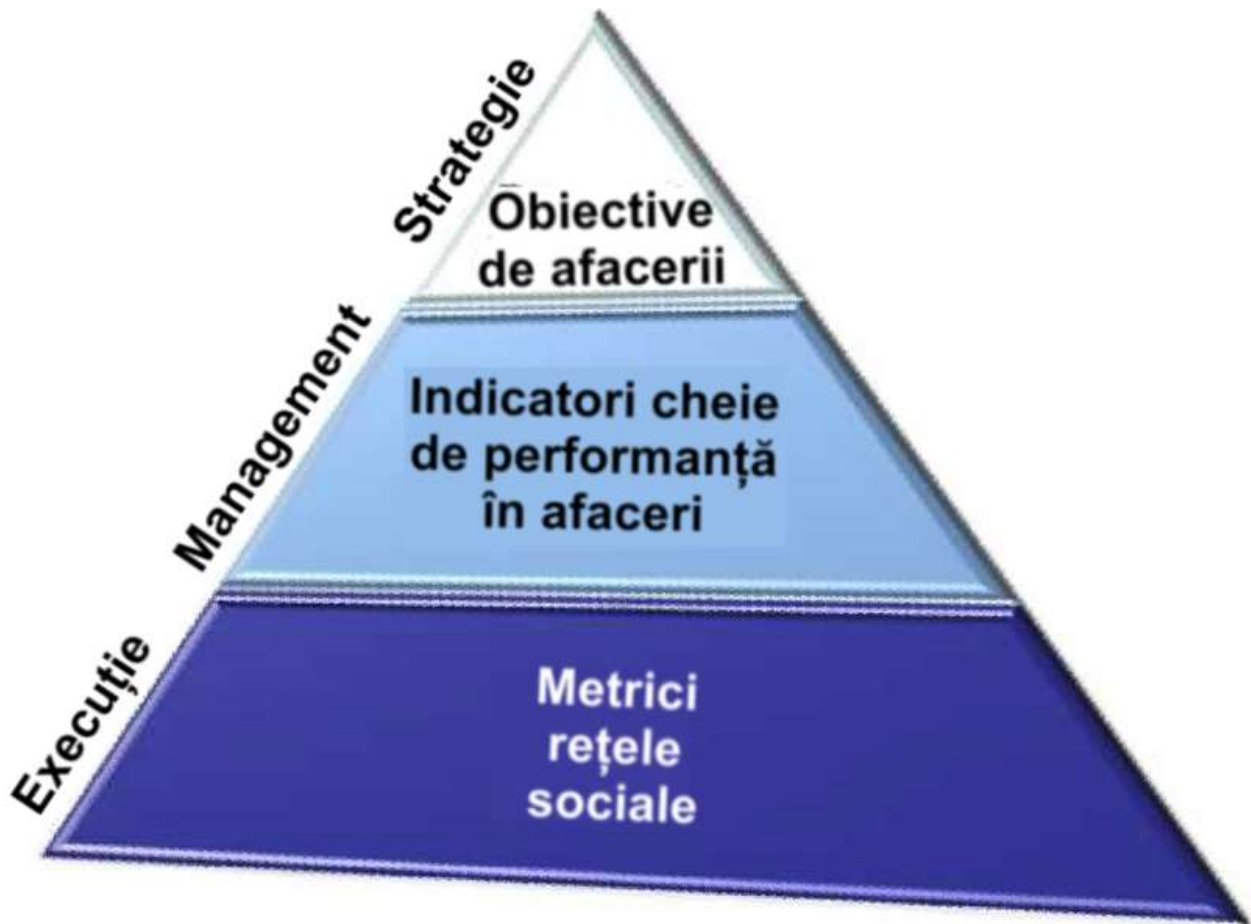 Strategie
Obiective
de afacerii
Management
Indicatori cheie
de performanță
în afaceri
Execuție
Metrici
rețele
sociale